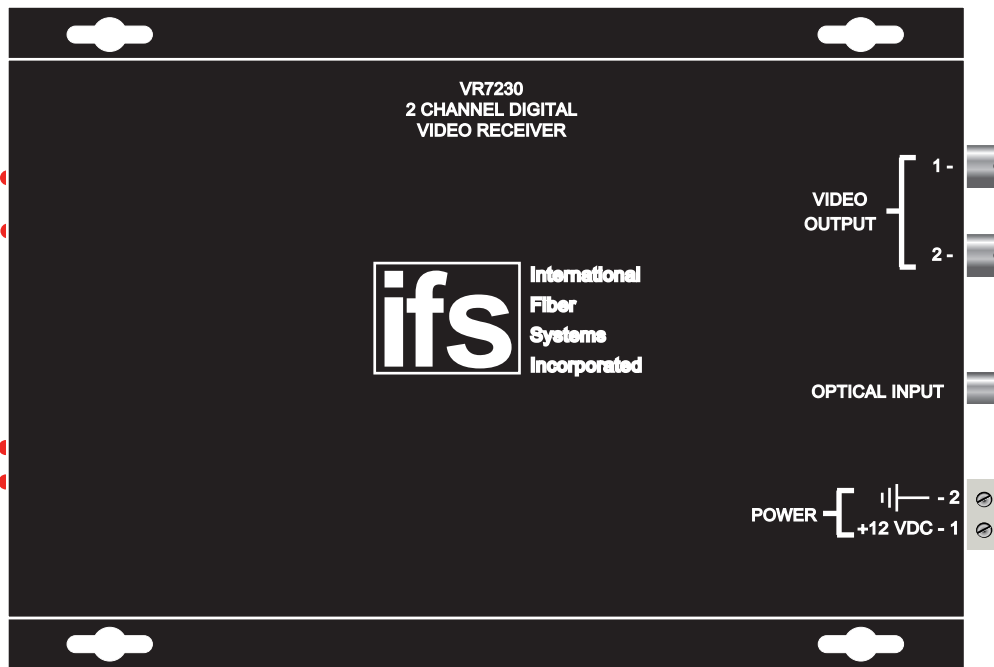 VR7230
2 CHANNEL DIGITAL
VIDEO RECEIVER
1 -
VIDEO
OUTPUT
2 -
ifs
International
Fiber
Systems
Incorporated
OPTICAL INPUT
POWER
- 2
+12 VDC - 1